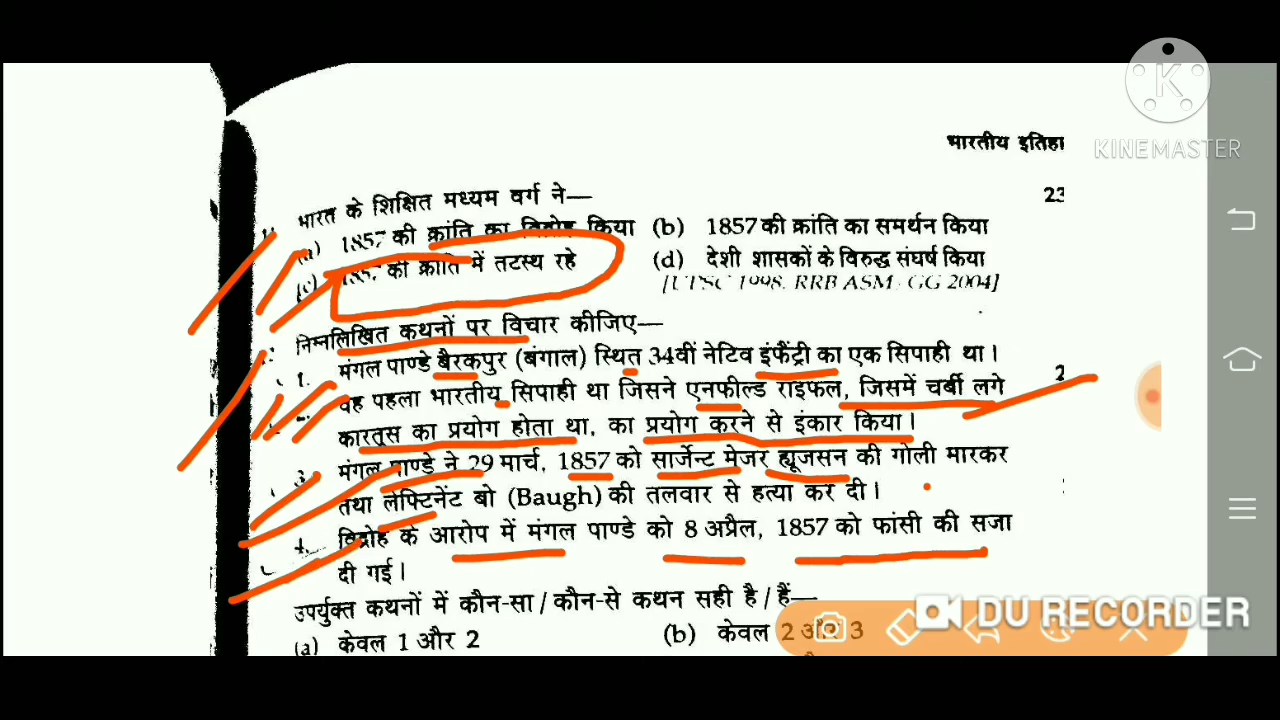 KINEMASTER
भारतीय इतिहा
23
भारत के शिक्षित मध्यम वर्ग ने—
(a) 1857 की क्रांति का विद्रोह किया (b) 1857 की क्रांति का समर्थन किया
(c) 1857 की क्रांति में तटस्थ रहे (d) देशी शासकों के विरुद्ध संघर्ष किया
1998, RRB ASM, GG 2004]
निम्नलिखित कथनों पर विचार कीजिए—
1. मंगल पाण्डे बैरकपुर (बंगाल) स्थित 34वीं नेटिव इंफैंट्री का एक सिपाही था।
2
वह पहला भारतीय सिपाही था जिसने एनफील्ड राइफल, जिसमें चर्बी लगे
कारतूस का प्रयोग होता था, का प्रयोग करने से इंकार किया।
3. मंगल पाण्डे ने 29 मार्च, 1857 को सार्जेन्ट मेजर ह्यूजसन की गोली मारकर
तथा लेफ्टिनेंट बो (Baugh) की तलवार से हत्या कर दी।
4. विद्रोह के आरोप में मंगल पाण्डे को 8 अप्रैल, 1857 को फांसी की सजा
दी गई।
उपर्युक्त कथनों में कौन-सा/कौन-से कथन सही है/हैं—
DU RECORDER
(a) केवल 1 और 2 (b) केवल 2 और 3